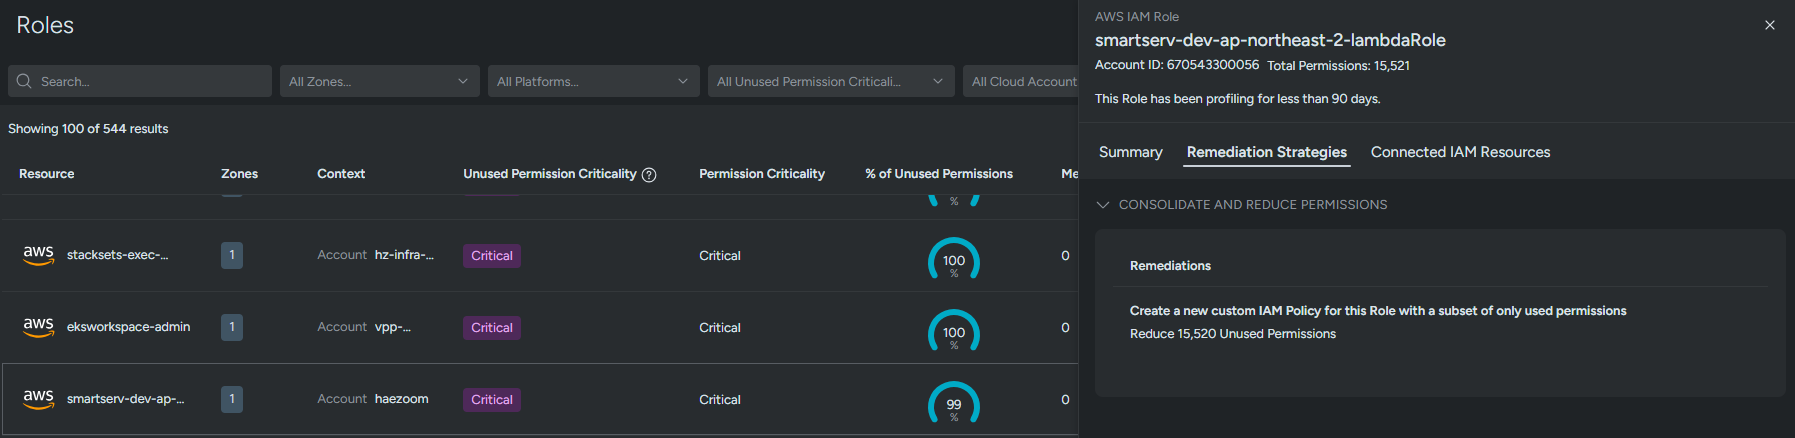 Roles
Search...
All Zones...
All Platforms...
All Unused Permission Criticali...
All Cloud Account
Showing 100 of 544 results
Resource Zones Context Unused Permission Criticality ? Permission Criticality % of Unused Permissions Me
%
aws stacksets-exec-... 1 Account hz-infra-... Critical Critical 100 % 0
aws eksworkspace-admin 1 Account vpp-... Critical Critical 100 % 0
aws smartserv-dev-ap-... 1 Account haezoom Critical Critical 99 % 0
AWS IAM Role
smartserv-dev-ap-northeast-2-lambdaRole
Account ID: 670543300056 Total Permissions: 15,521
This Role has been profiling for less than 90 days.
Summary Remediation Strategies Connected IAM Resources
CONSOLIDATE AND REDUCE PERMISSIONS
Remediations
Create a new custom IAM Policy for this Role with a subset of only used permissions
Reduce 15,520 Unused Permissions